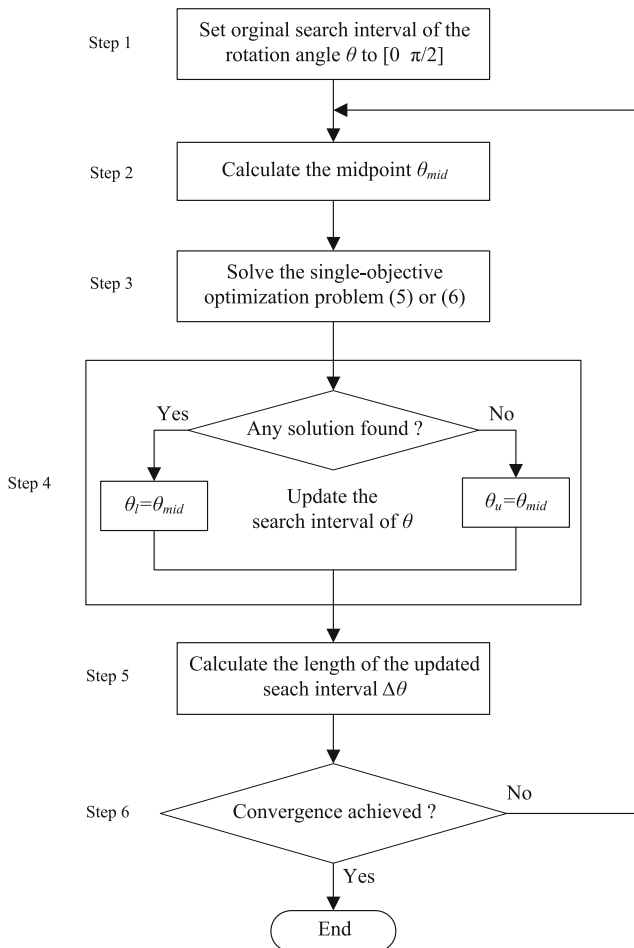 Step 1
Set orginal search interval of the
rotation angle θ to [0 π/2]
Step 2
Calculate the midpoint θmid
Step 3
Solve the single-objective
optimization problem (5) or (6)
Step 4
Yes
Any solution found ?
No
θl=θmid
Update the
search interval of θ
θu=θmid
Step 5
Calculate the length of the updated
seach interval Δθ
Step 6
Convergence achieved ?
No
Yes
End